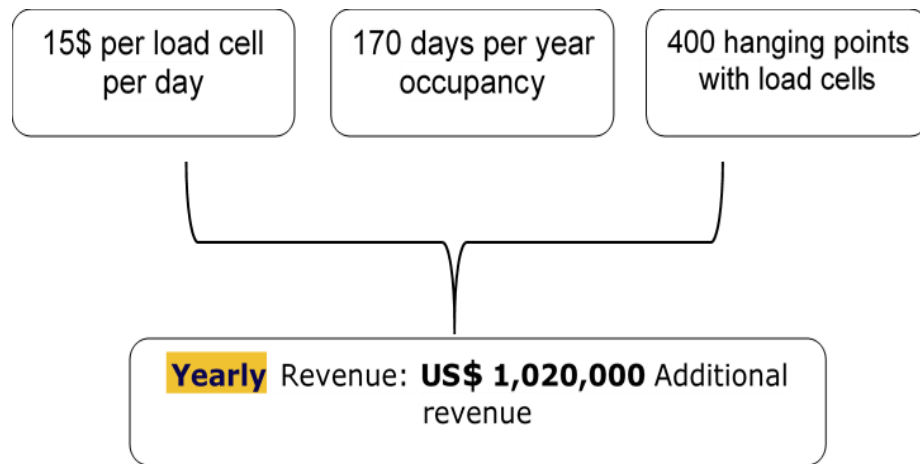 15$ per load cell
per day
170 days per year
occupancy
400 hanging points
with load cells
Yearly Revenue: US$ 1,020,000 Additional
revenue